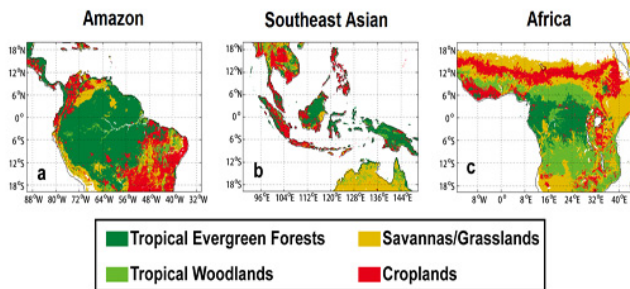 Amazon
Southeast Asian
Africa
18°N
12°N
6°N
0°
6°S
12°S
18°S
a
88°W 80°W 72°W 64°W 56°W 48°W 40°W 32°W
18°N
12°N
6°N
0°
6°S
12°S
18°S
b
96°E 104°E 112°E 120°E 128°E 136°E 144°E
18°N
12°N
6°N
0°
6°S
12°S
18°S
c
8°W 0° 8°E 16°E 24°E 32°E 40°E
Tropical Evergreen Forests
Savannas/Grasslands
Tropical Woodlands
Croplands